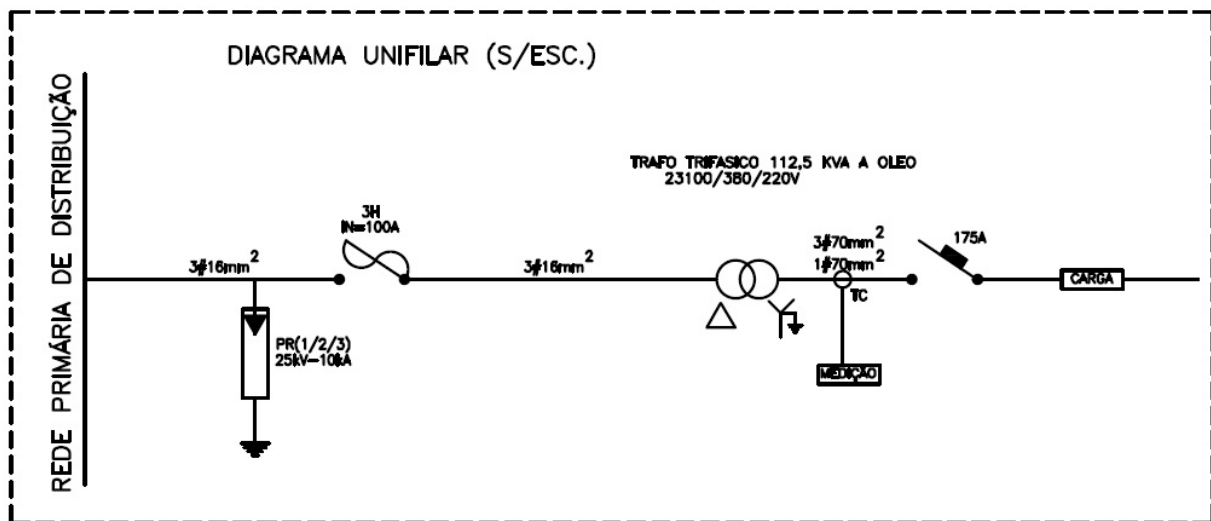 DIAGRAMA UNIFILAR (S/ESC.)
REDE PRIMÁRIA DE DISTRIBUIÇÃO
TRAFO TRIFASICO 112,5 KVA A OLEO
23100/380/220V
3H
IN=100A
3#16mm²
3#16mm²
3#70mm²
1#70mm²
175A
TC
CARGA
PR(1/2/3)
25kV-10kA
MEDIÇÃO